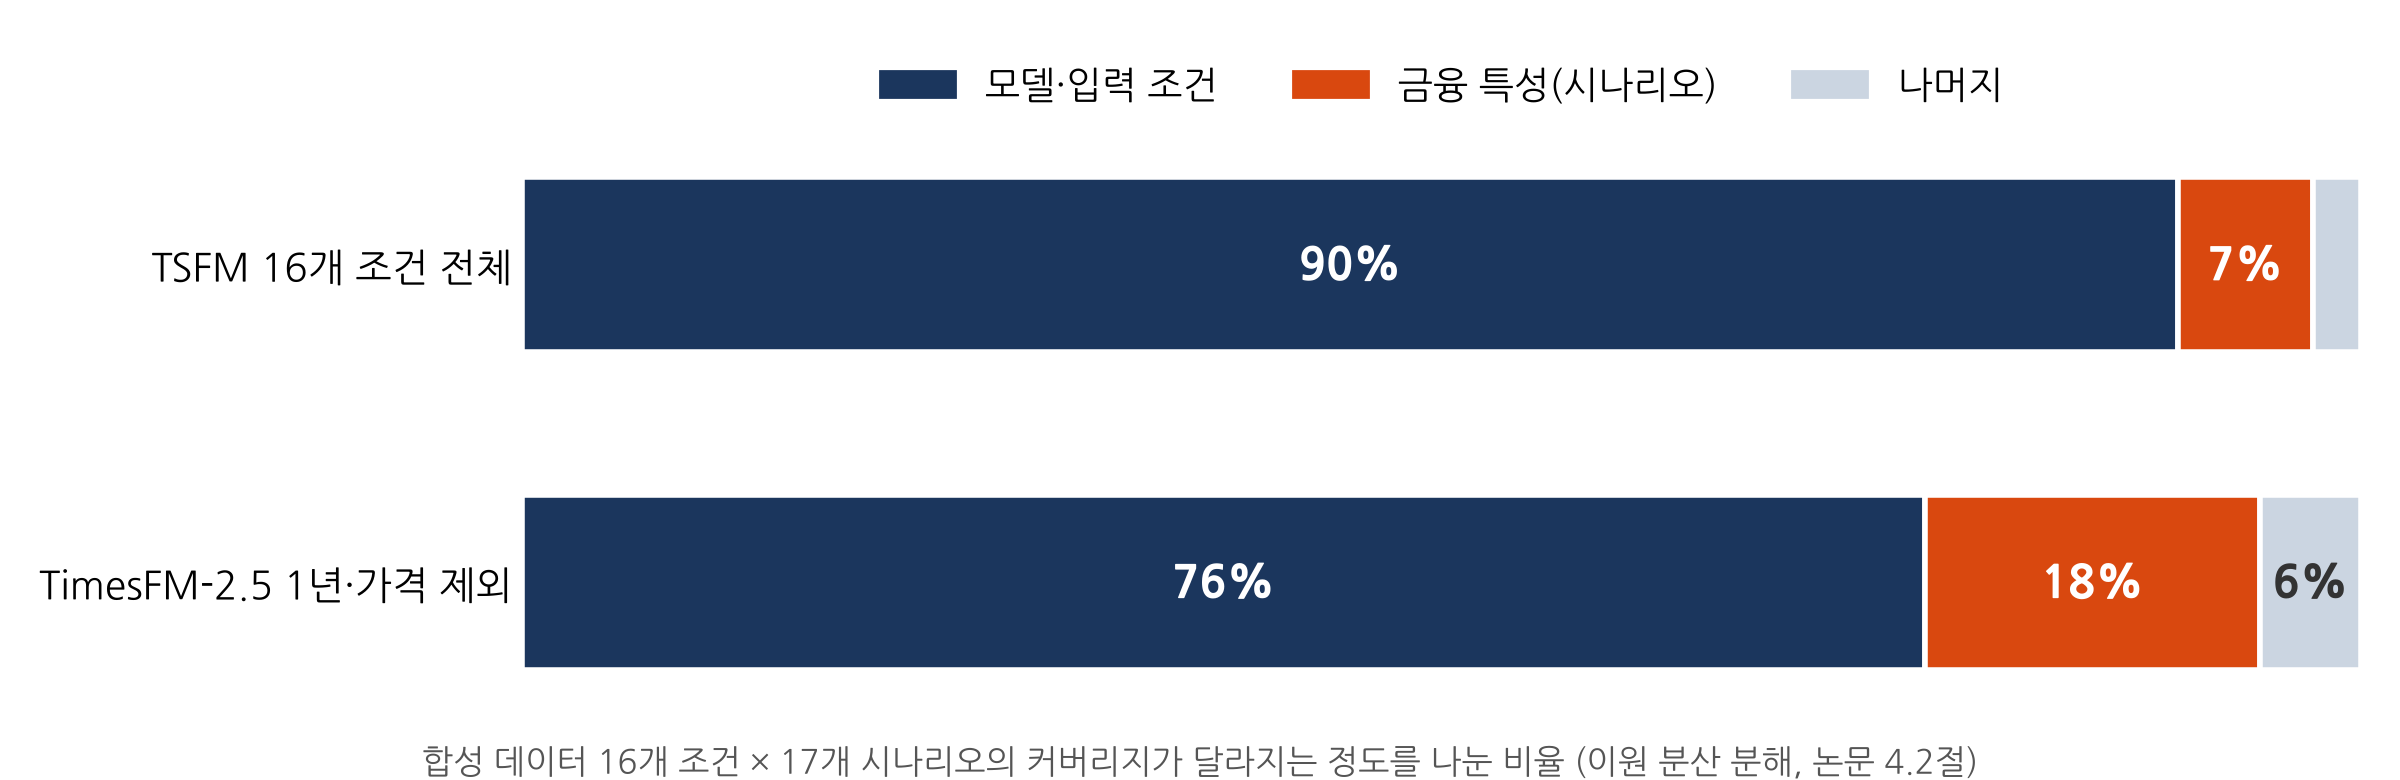 모델·입력 조건 금융 특성(시나리오) 나머지
TSFM 16개 조건 전체 90% 7%
TimesFM-2.5 1년·가격 제외 76% 18% 6%
합성 데이터 16개 조건 × 17개 시나리오의 커버리지가 달라지는 정도를 나눈 비율 (이원 분산 분해, 논문 4.2절)